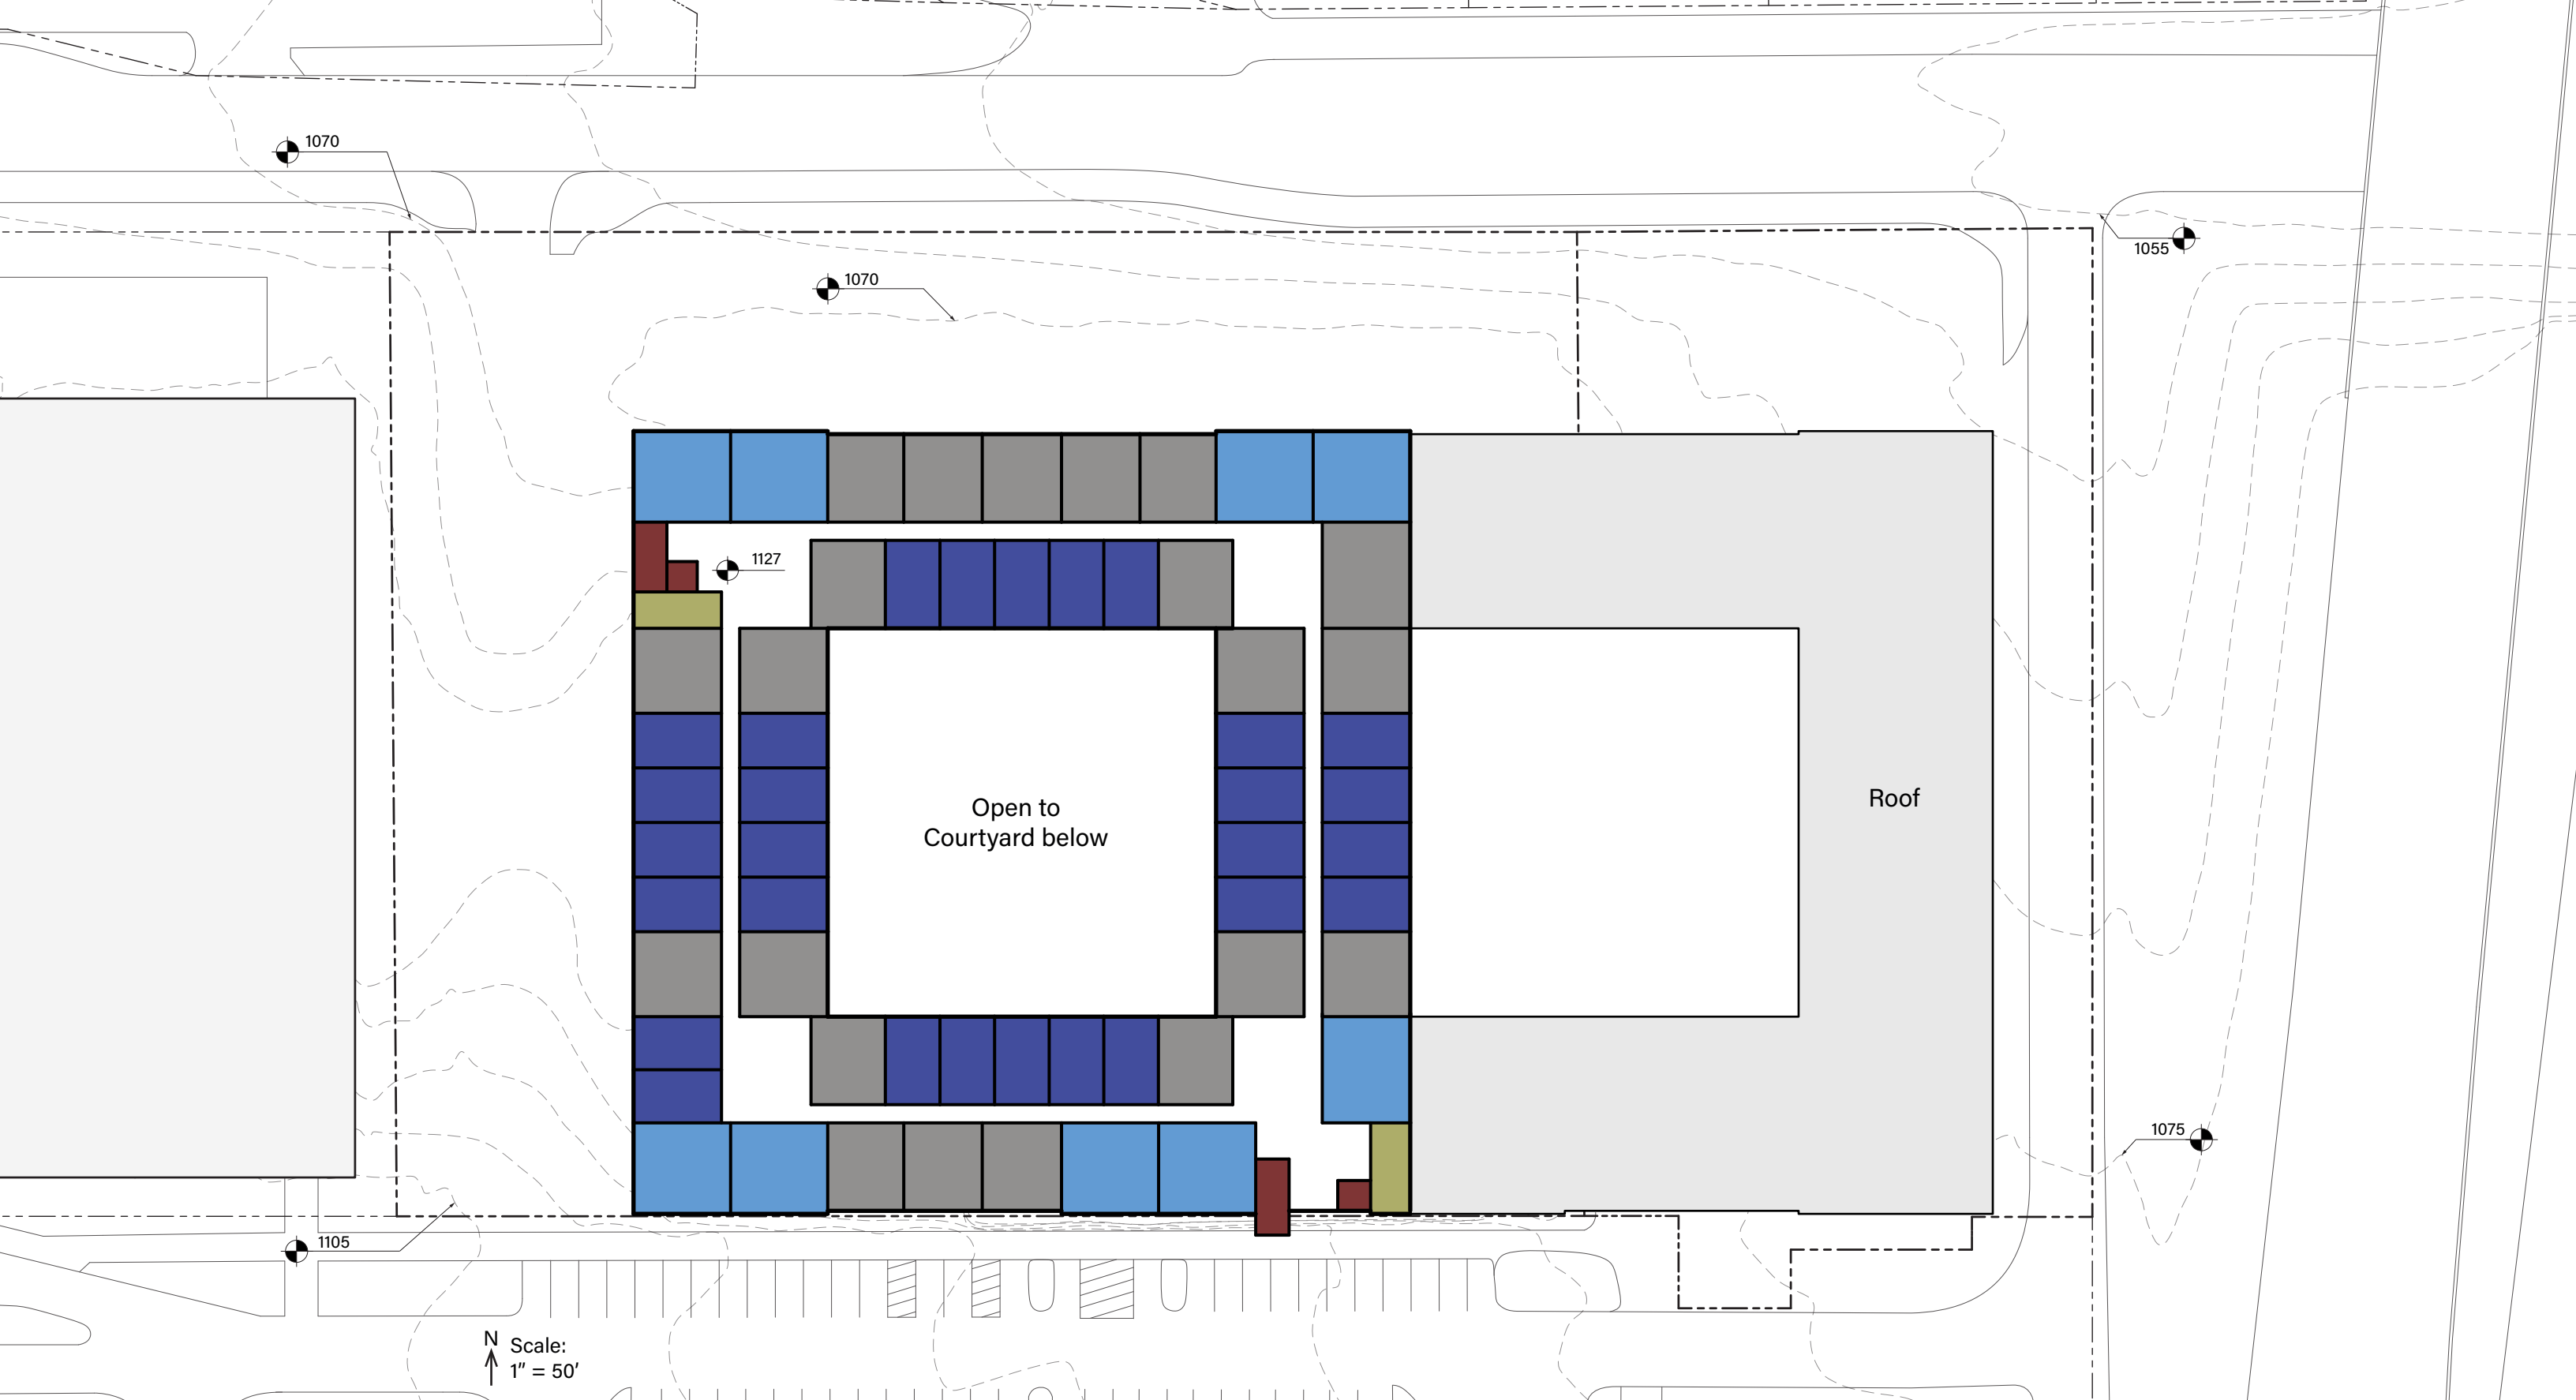 1070
1055
1070
1127
Open to
Courtyard below
Roof
1075
1105
N
Scale:
1″ = 50′